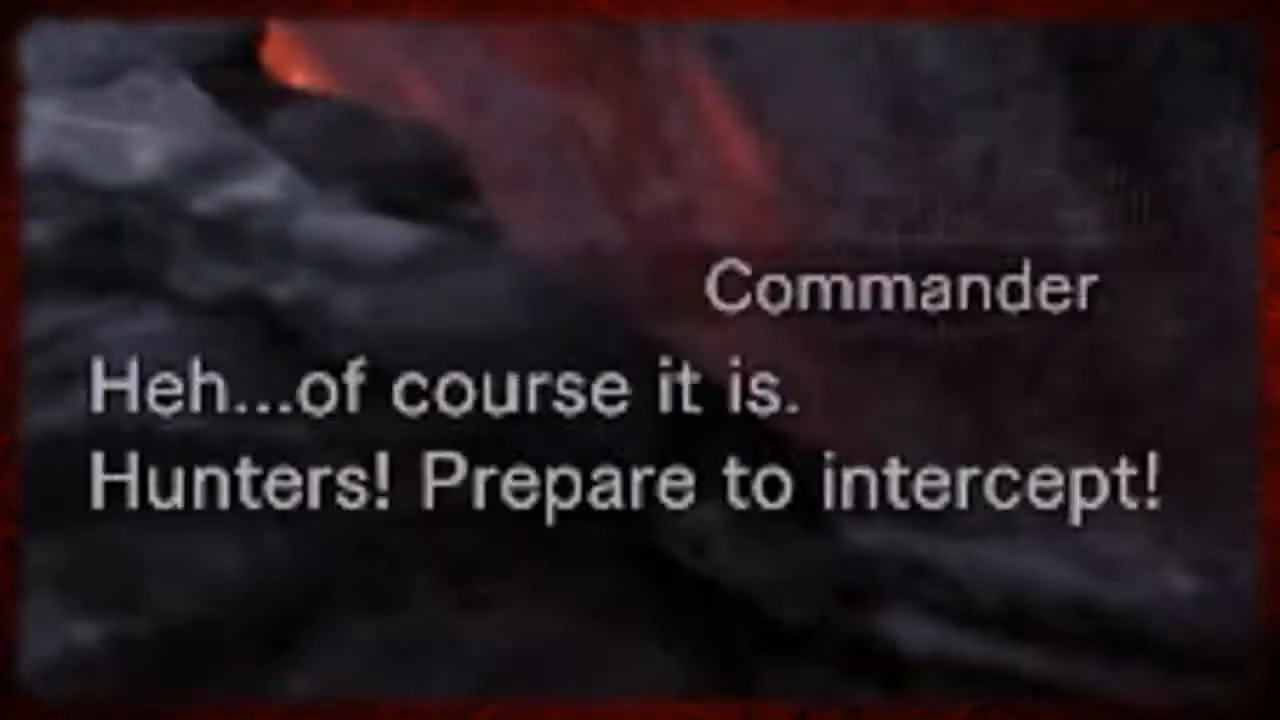 Commander
Heh...of course it is.
Hunters! Prepare to intercept!